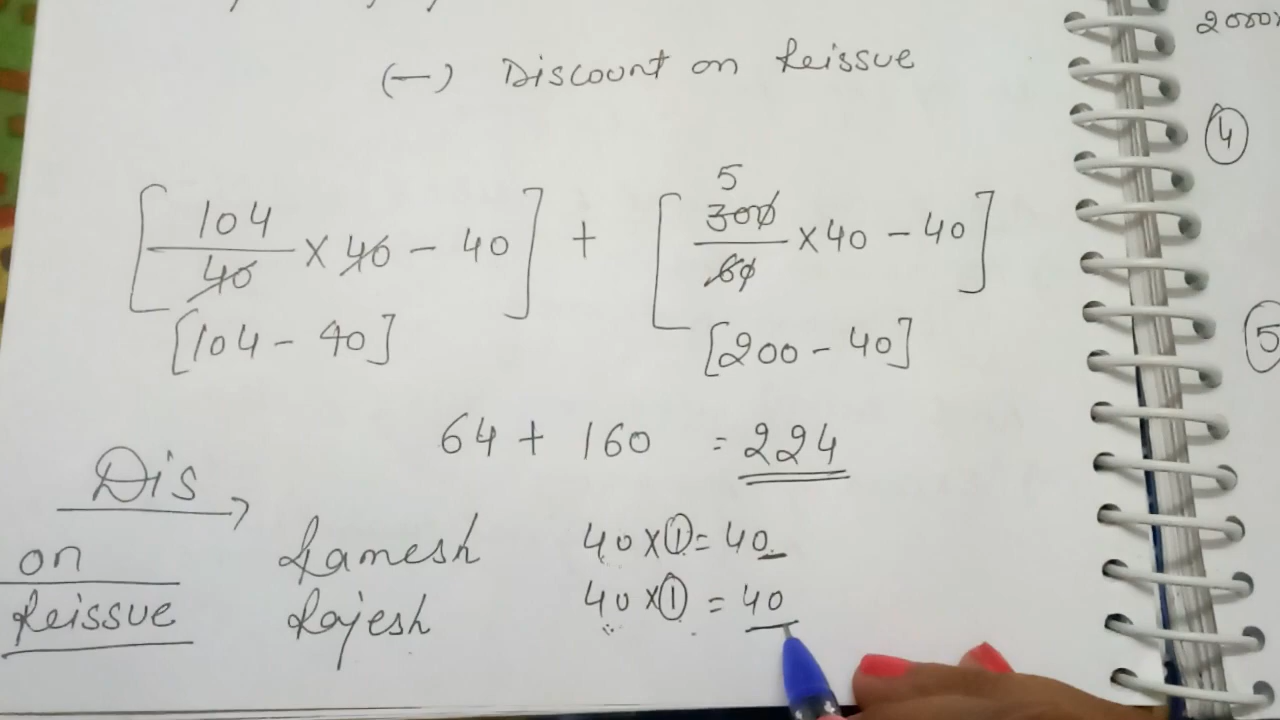 (—) Discount on Reissue
[104/40 × 40 - 40] + [5 300/60 × 40 - 40]
[104 - 40] [200 - 40]
64 + 160 = 224
Dis
on
Reissue
Ramesh 40 × 1 = 40
Rajesh 40 × 1 = 40
4
5